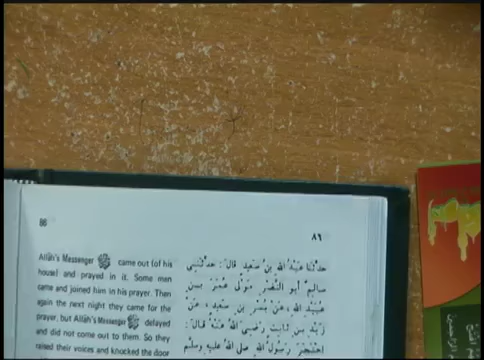 88
Allāh's Messenger ﷺ came out (of his
house) and prayed in it. Some men
came and joined him in his prayer. Then
again the next night they came for the
prayer, but Allāh's Messenger ﷺ delayed
and did not come out to them. So they
raised their voices and knocked the door
٨٦
حدثنا عبيد الله بن سعيد قال: حدثني
سالم أبو النضر مولى عمر بن
عبيد الله، عن بسر بن سعيد، عن
زيد بن ثابت رضي الله عنه قال:
احتجر رسول الله صلى الله عليه وسلم